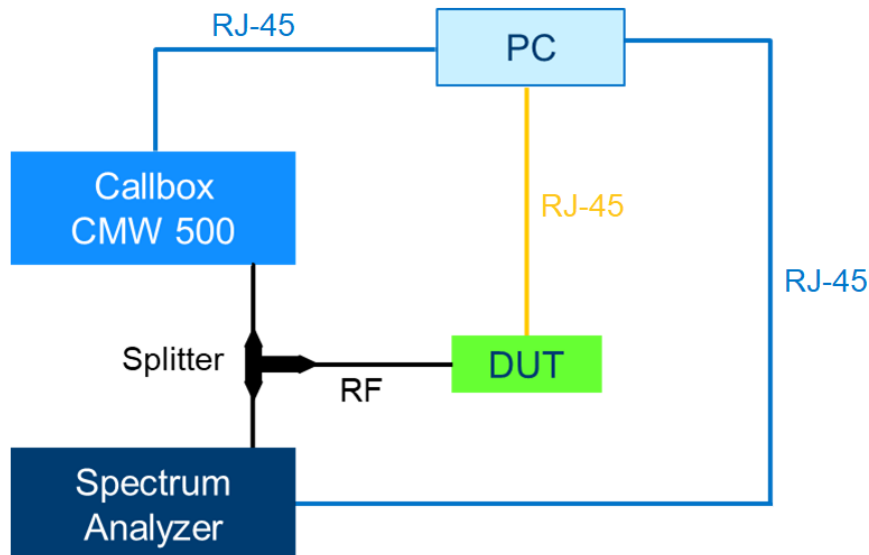 RJ-45
PC
Callbox
CMW 500
RJ-45
RJ-45
Splitter
DUT
RF
Spectrum
Analyzer